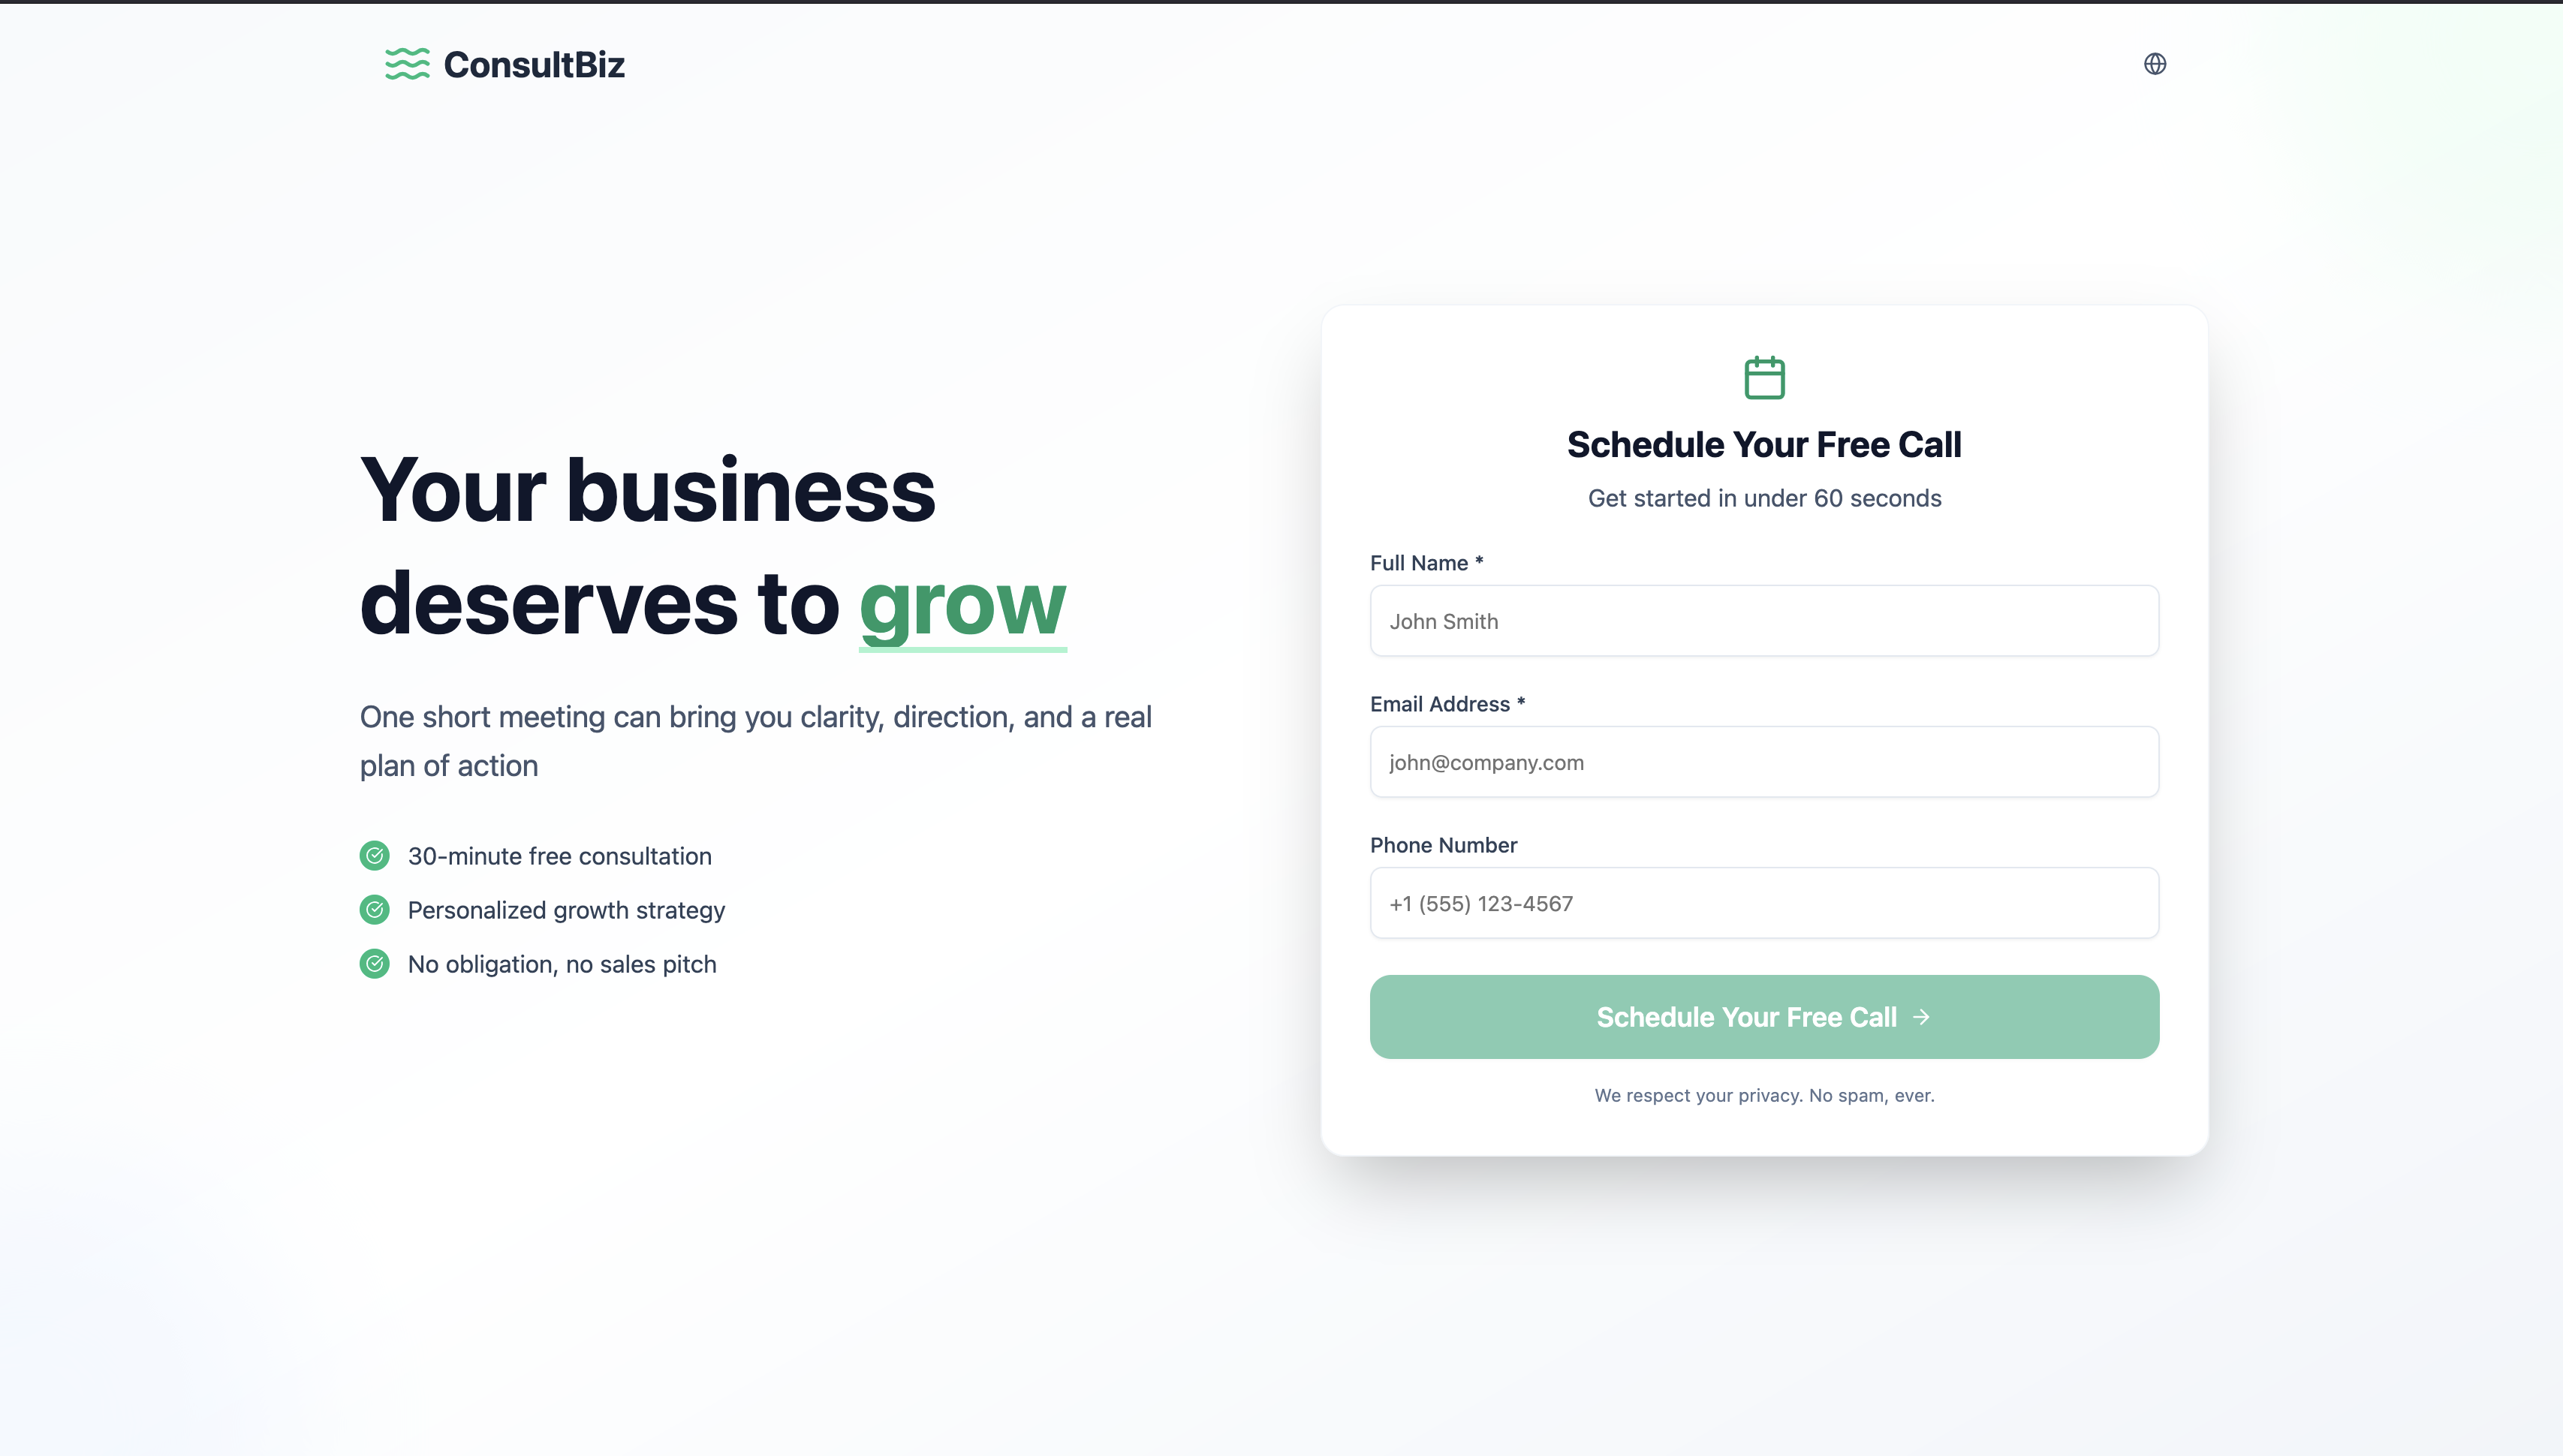 ConsultBiz
Your business
deserves to grow
One short meeting can bring you clarity, direction, and a real
plan of action
30-minute free consultation
Personalized growth strategy
No obligation, no sales pitch
Schedule Your Free Call
Get started in under 60 seconds
Full Name *
John Smith
Email Address *
john@company.com
Phone Number
+1 (555) 123-4567
Schedule Your Free Call →
We respect your privacy. No spam, ever.